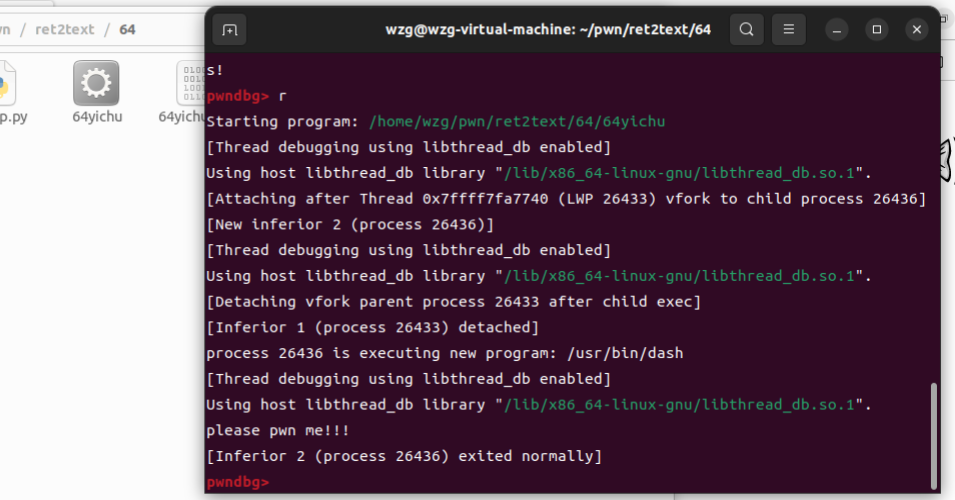 wn / ret2text / 64
wzg@wzg-virtual-machine: ~/pwn/ret2text/64
p.py
64yichu
64yichu
s!
pwndbg> r
Starting program: /home/wzg/pwn/ret2text/64/64yichu
[Thread debugging using libthread_db enabled]
Using host libthread_db library "/lib/x86_64-linux-gnu/libthread_db.so.1".
[Attaching after Thread 0x7ffff7fa7740 (LWP 26433) vfork to child process 26436]
[New inferior 2 (process 26436)]
[Thread debugging using libthread_db enabled]
Using host libthread_db library "/lib/x86_64-linux-gnu/libthread_db.so.1".
[Detaching vfork parent process 26433 after child exec]
[Inferior 1 (process 26433) detached]
process 26436 is executing new program: /usr/bin/dash
[Thread debugging using libthread_db enabled]
Using host libthread_db library "/lib/x86_64-linux-gnu/libthread_db.so.1".
please pwn me!!!
[Inferior 2 (process 26436) exited normally]
pwndbg>